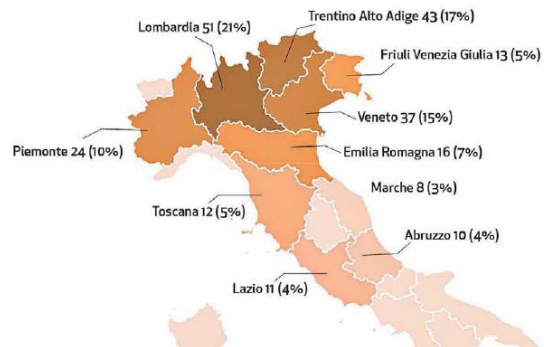 Trentino Alto Adige 43 (17%)
Lombardia 51 (21%)
Friuli Venezia Giulia 13 (5%)
Veneto 37 (15%)
Piemonte 24 (10%)
Emilia Romagna 16 (7%)
Marche 8 (3%)
Toscana 12 (5%)
Abruzzo 10 (4%)
Lazio 11 (4%)